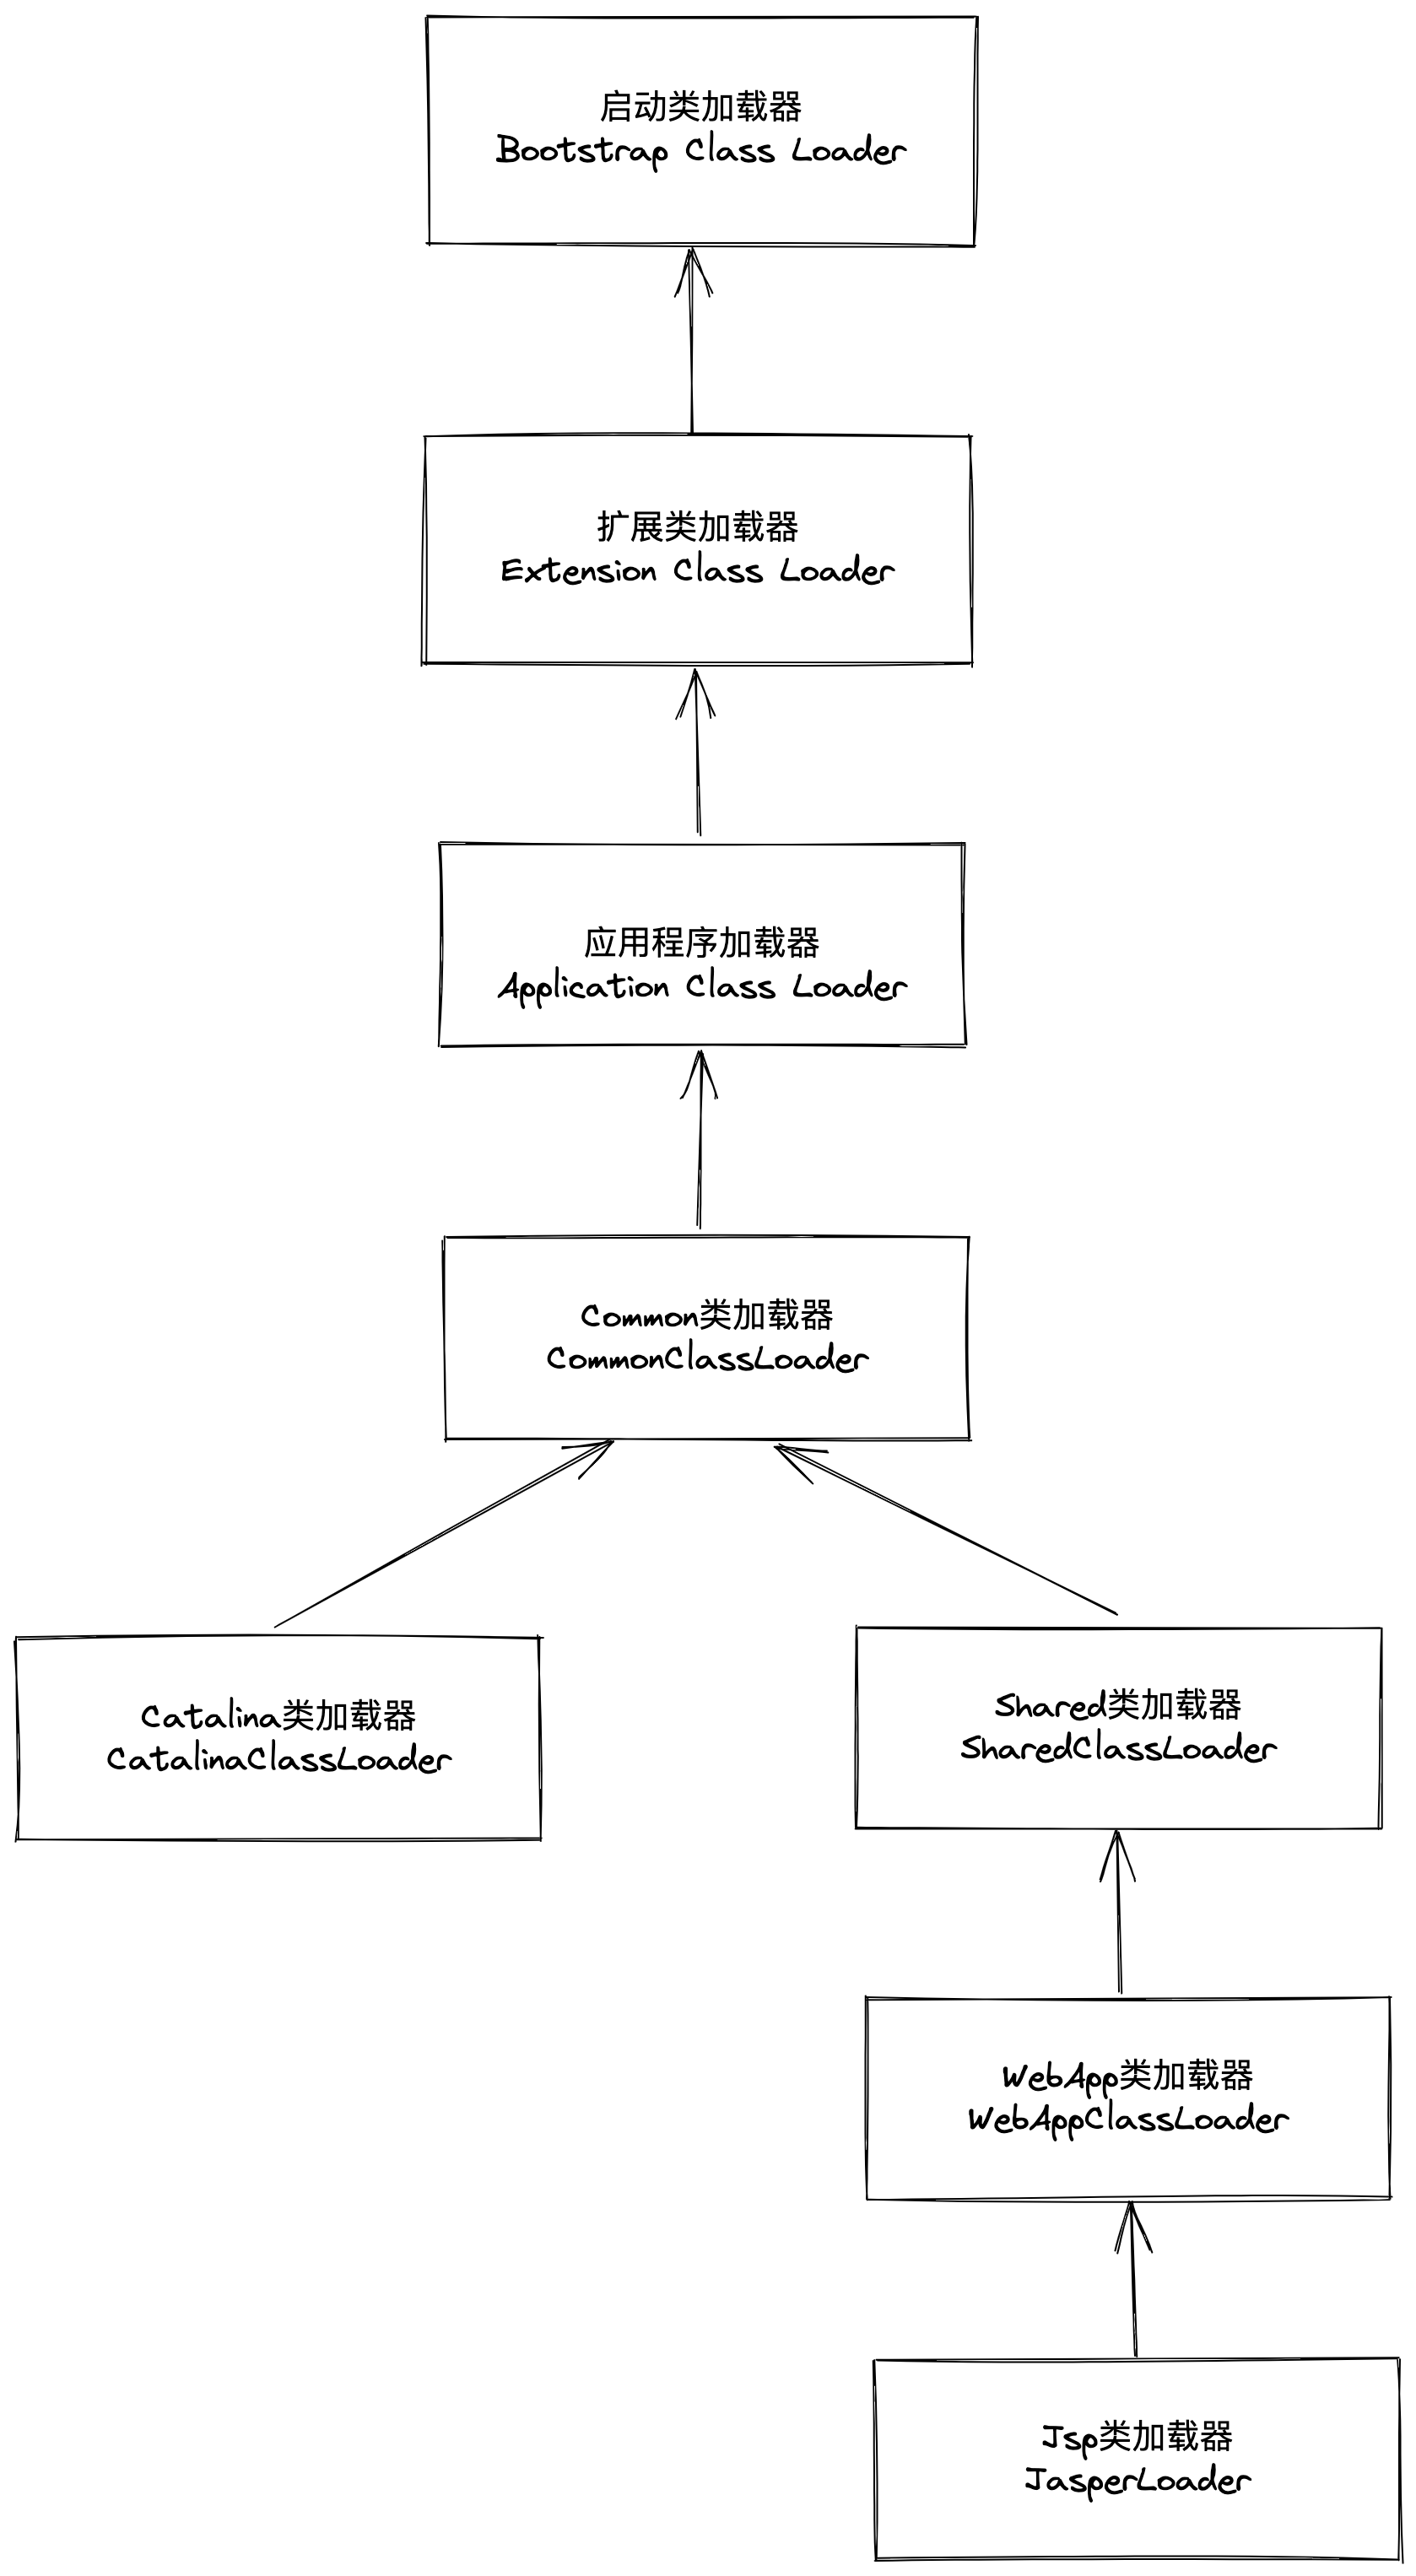 启动类加载器
Bootstrap Class Loader
扩展类加载器
Extension Class Loader
应用程序加载器
Application Class Loader
Common类加载器
CommonClassLoader
Catalina类加载器
CatalinaClassLoader
Shared类加载器
SharedClassLoader
WebApp类加载器
WebAppClassLoader
Jsp类加载器
JasperLoader